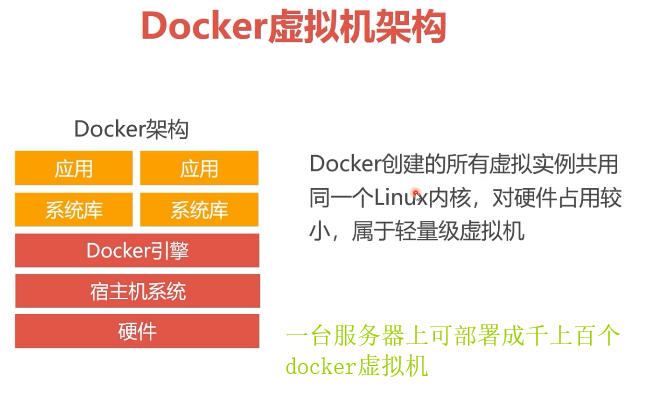 Docker虚拟机架构
Docker架构
应用 应用
系统库 系统库
Docker引擎
宿主机系统
硬件
Docker创建的所有虚拟实例共用
同一个Linux内核，对硬件占用较
小，属于轻量级虚拟机
一台服务器上可部署成千上百个
docker虚拟机